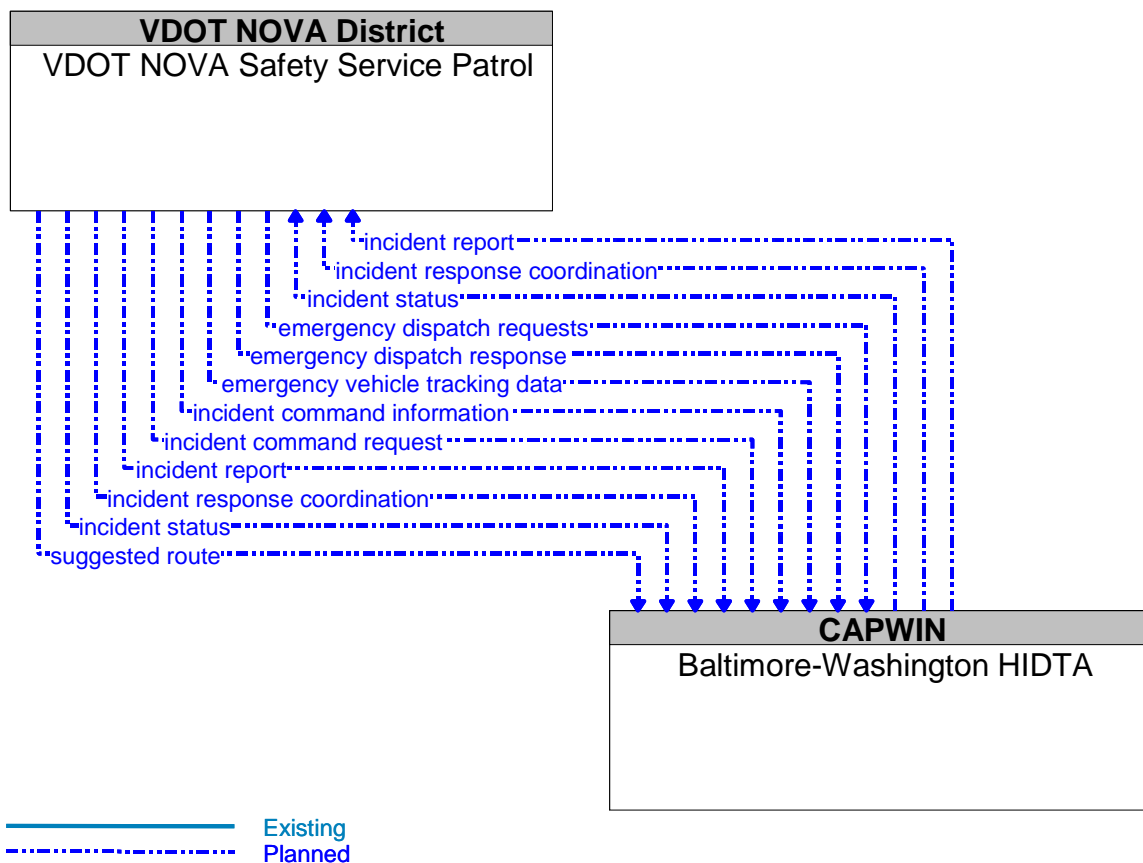 VDOT NOVA District
VDOT NOVA Safety Service Patrol
incident report
incident response coordination
incident status
emergency dispatch requests
emergency dispatch response
emergency vehicle tracking data
incident command information
incident command request
incident report
incident response coordination
incident status
suggested route
CAPWIN
Baltimore-Washington HIDTA
Existing
Planned